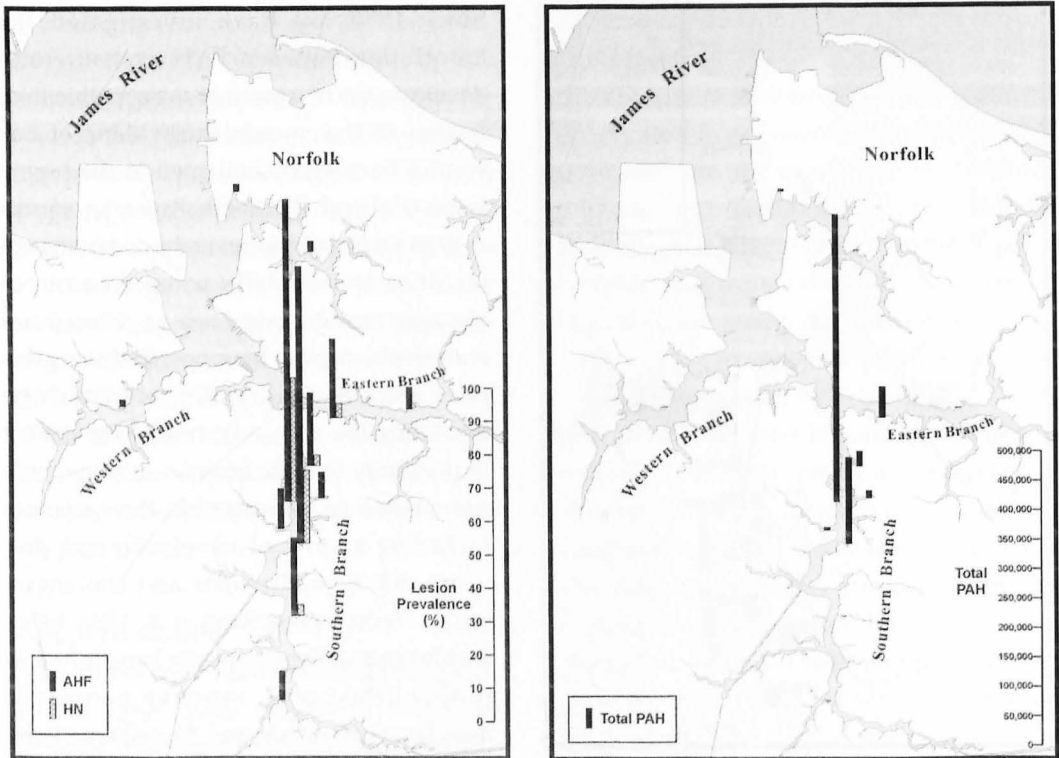 James River
Norfolk
Eastern Branch
Western Branch
Southern Branch
100
90
80
70
60
50
40
30
20
10
0
Lesion
Prevalence
(%)
AHF
HN
James River
Norfolk
Eastern Branch
Western Branch
Southern Branch
600,000
450,000
400,000
350,000
300,000
250,000
200,000
150,000
100,000
50,000
0
Total
PAH
Total PAH